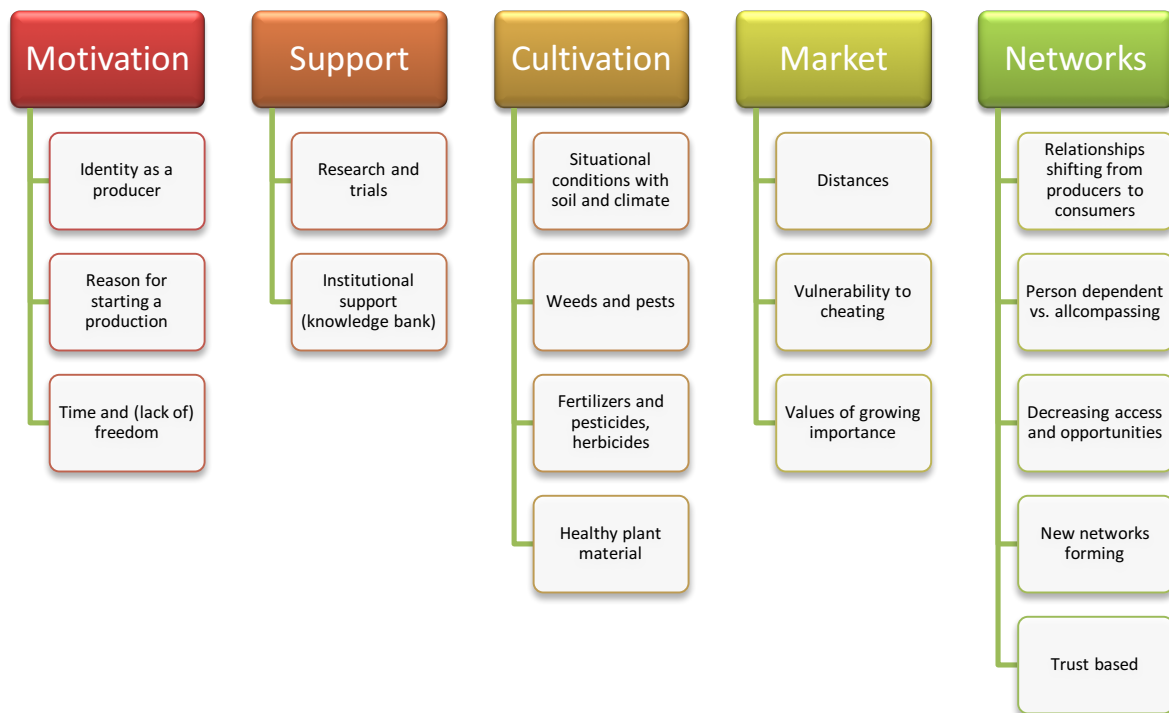 Motivation
Identity as a
producer
Reason for
starting a
production
Time and (lack of)
freedom
Support
Research and
trials
Institutional
support
(knowledge bank)
Cultivation
Situational
conditions with
soil and climate
Weeds and pests
Fertilizers and
pesticides,
herbicides
Healthy plant
material
Market
Distances
Vulnerability to
cheating
Values of growing
importance
Networks
Relationships
shifting from
producers to
consumers
Person dependent
vs. allcompassing
Decreasing access
and opportunities
New networks
forming
Trust based